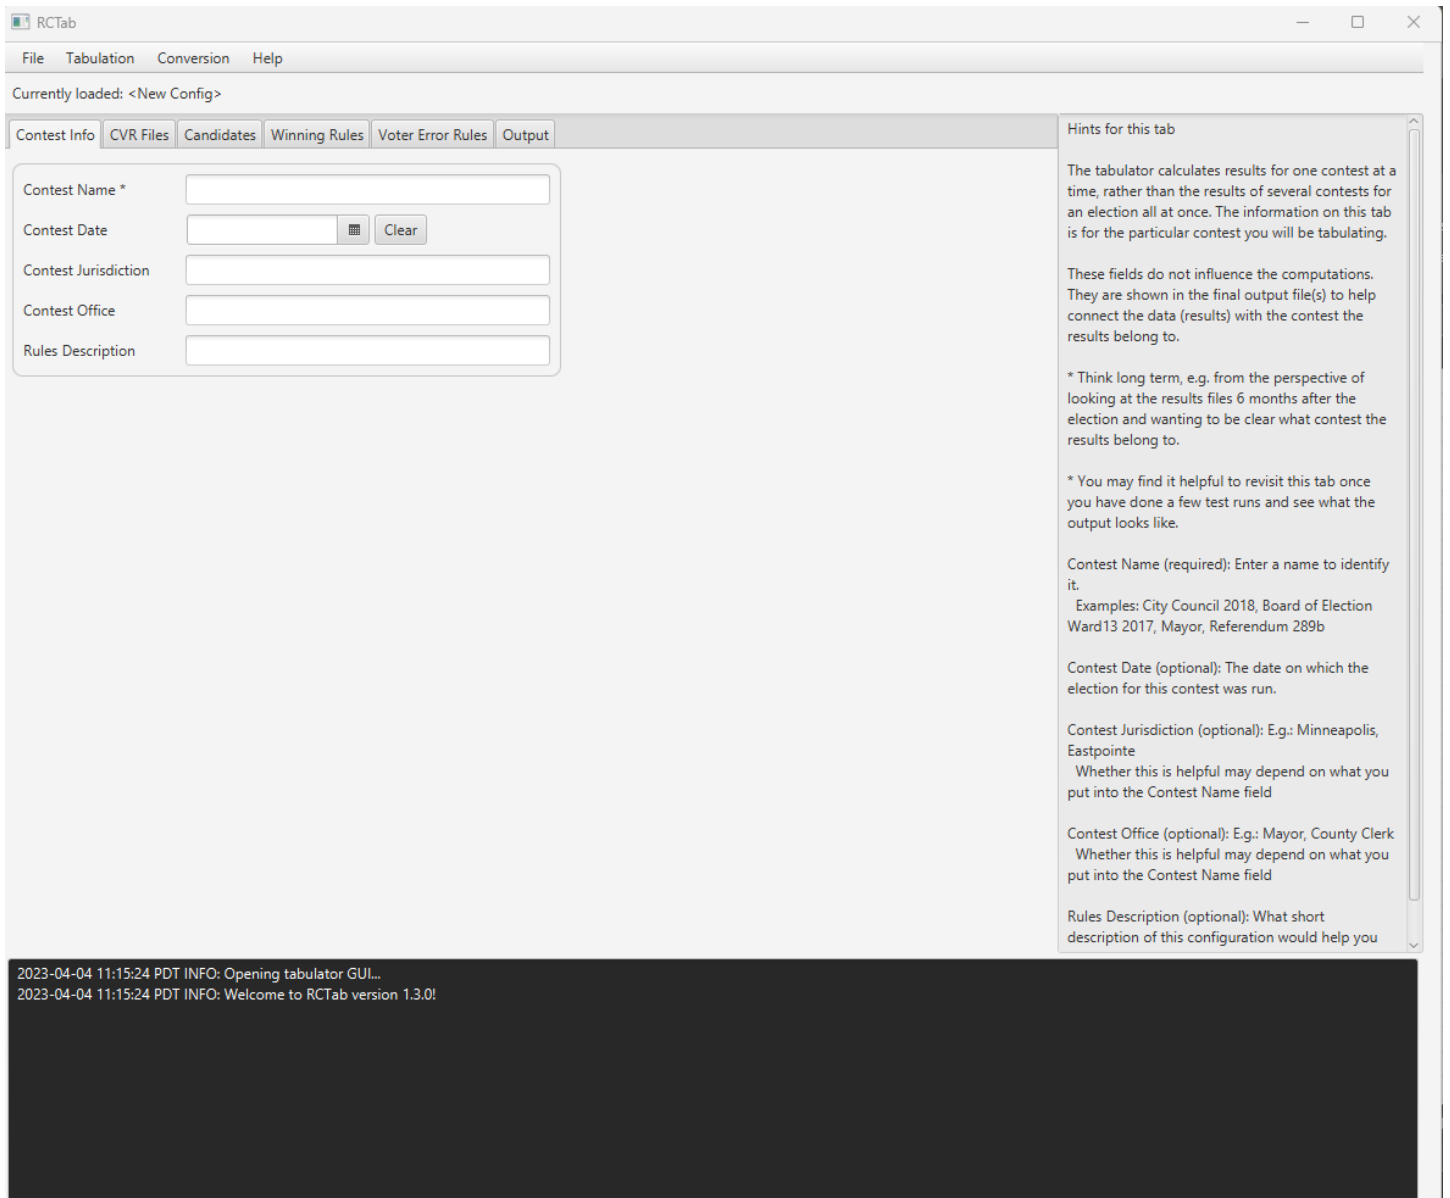 RCTab
File Tabulation Conversion Help
Currently loaded: <New Config>
Contest Info CVR Files Candidates Winning Rules Voter Error Rules Output
Contest Name *
Contest Date Clear
Contest Jurisdiction
Contest Office
Rules Description
Hints for this tab
The tabulator calculates results for one contest at a
time, rather than the results of several contests for
an election all at once. The information on this tab
is for the particular contest you will be tabulating.
These fields do not influence the computations.
They are shown in the final output file(s) to help
connect the data (results) with the contest the
results belong to.
* Think long term, e.g. from the perspective of
looking at the results files 6 months after the
election and wanting to be clear what contest the
results belong to.
* You may find it helpful to revisit this tab once
you have done a few test runs and see what the
output looks like.
Contest Name (required): Enter a name to identify
it.
Examples: City Council 2018, Board of Election
Ward13 2017, Mayor, Referendum 289b
Contest Date (optional): The date on which the
election for this contest was run.
Contest Jurisdiction (optional): E.g.: Minneapolis,
Eastpointe
Whether this is helpful may depend on what you
put into the Contest Name field
Contest Office (optional): E.g.: Mayor, County Clerk
Whether this is helpful may depend on what you
put into the Contest Name field
Rules Description (optional): What short
description of this configuration would help you
2023-04-04 11:15:24 PDT INFO: Opening tabulator GUI...
2023-04-04 11:15:24 PDT INFO: Welcome to RCTab version 1.3.0!